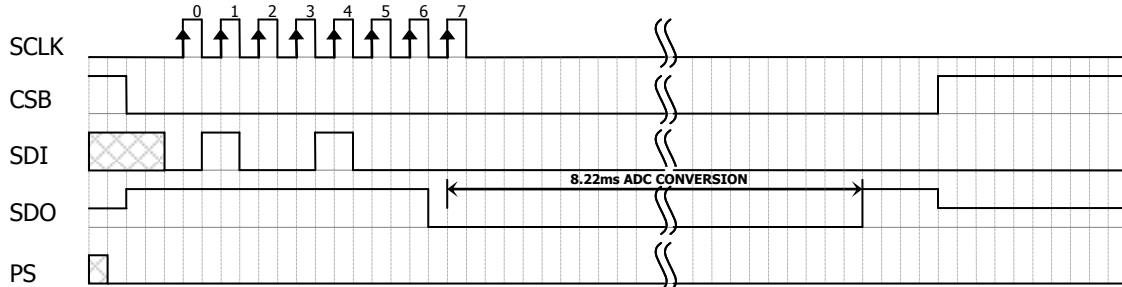 0 1 2 3 4 5 6 7
SCLK
CSB
SDI
8.22ms ADC CONVERSION
SDO
PS